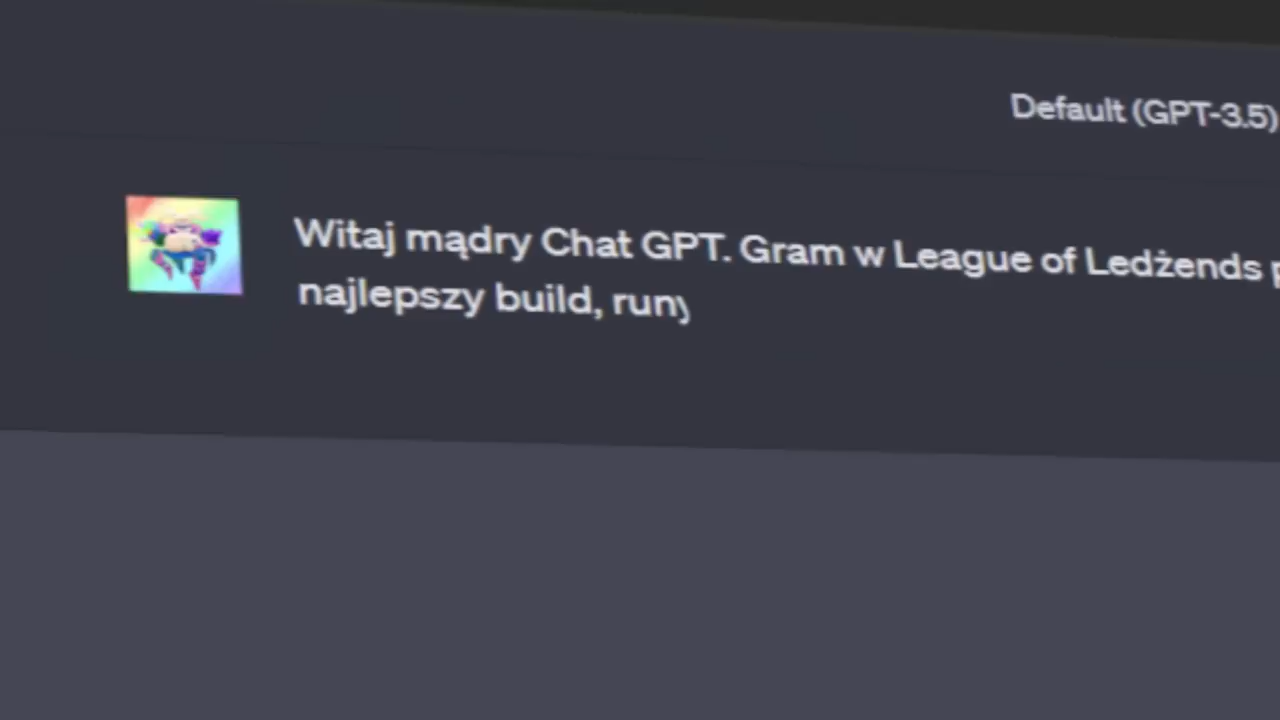 Default (GPT-3.5)
Witaj mądry Chat GPT. Gram w League of Ledżends
najlepszy build, runy